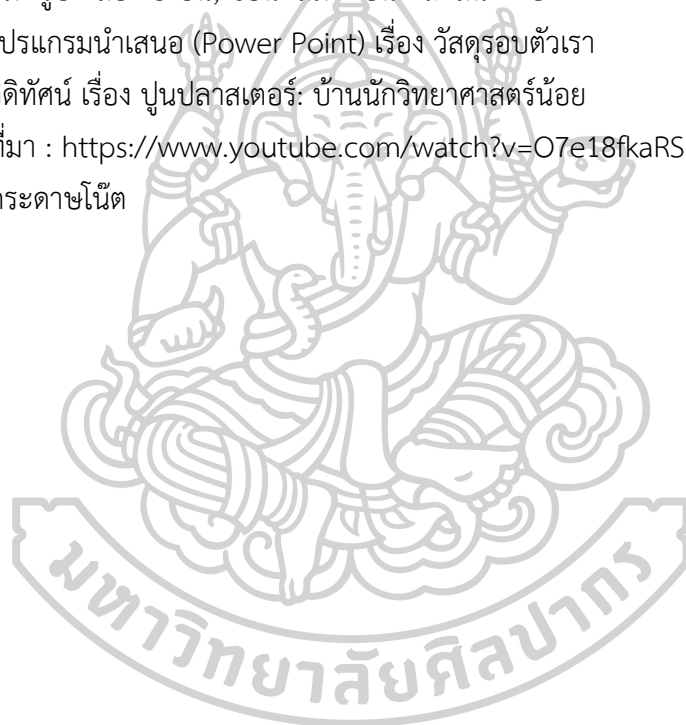 ปรแกรมนำเสนอ (Power Point) เรื่อง วัสดุรอบตัวเรา
ดิทัศน์ เรื่อง ปูนปลาสเตอร์: บ้านนักวิทยาศาสตร์น้อย
ที่มา : https://www.youtube.com/watch?v=O7e18fkaRS
กระดาษโน๊ต
มหาวิทยาลัยศิลปากร